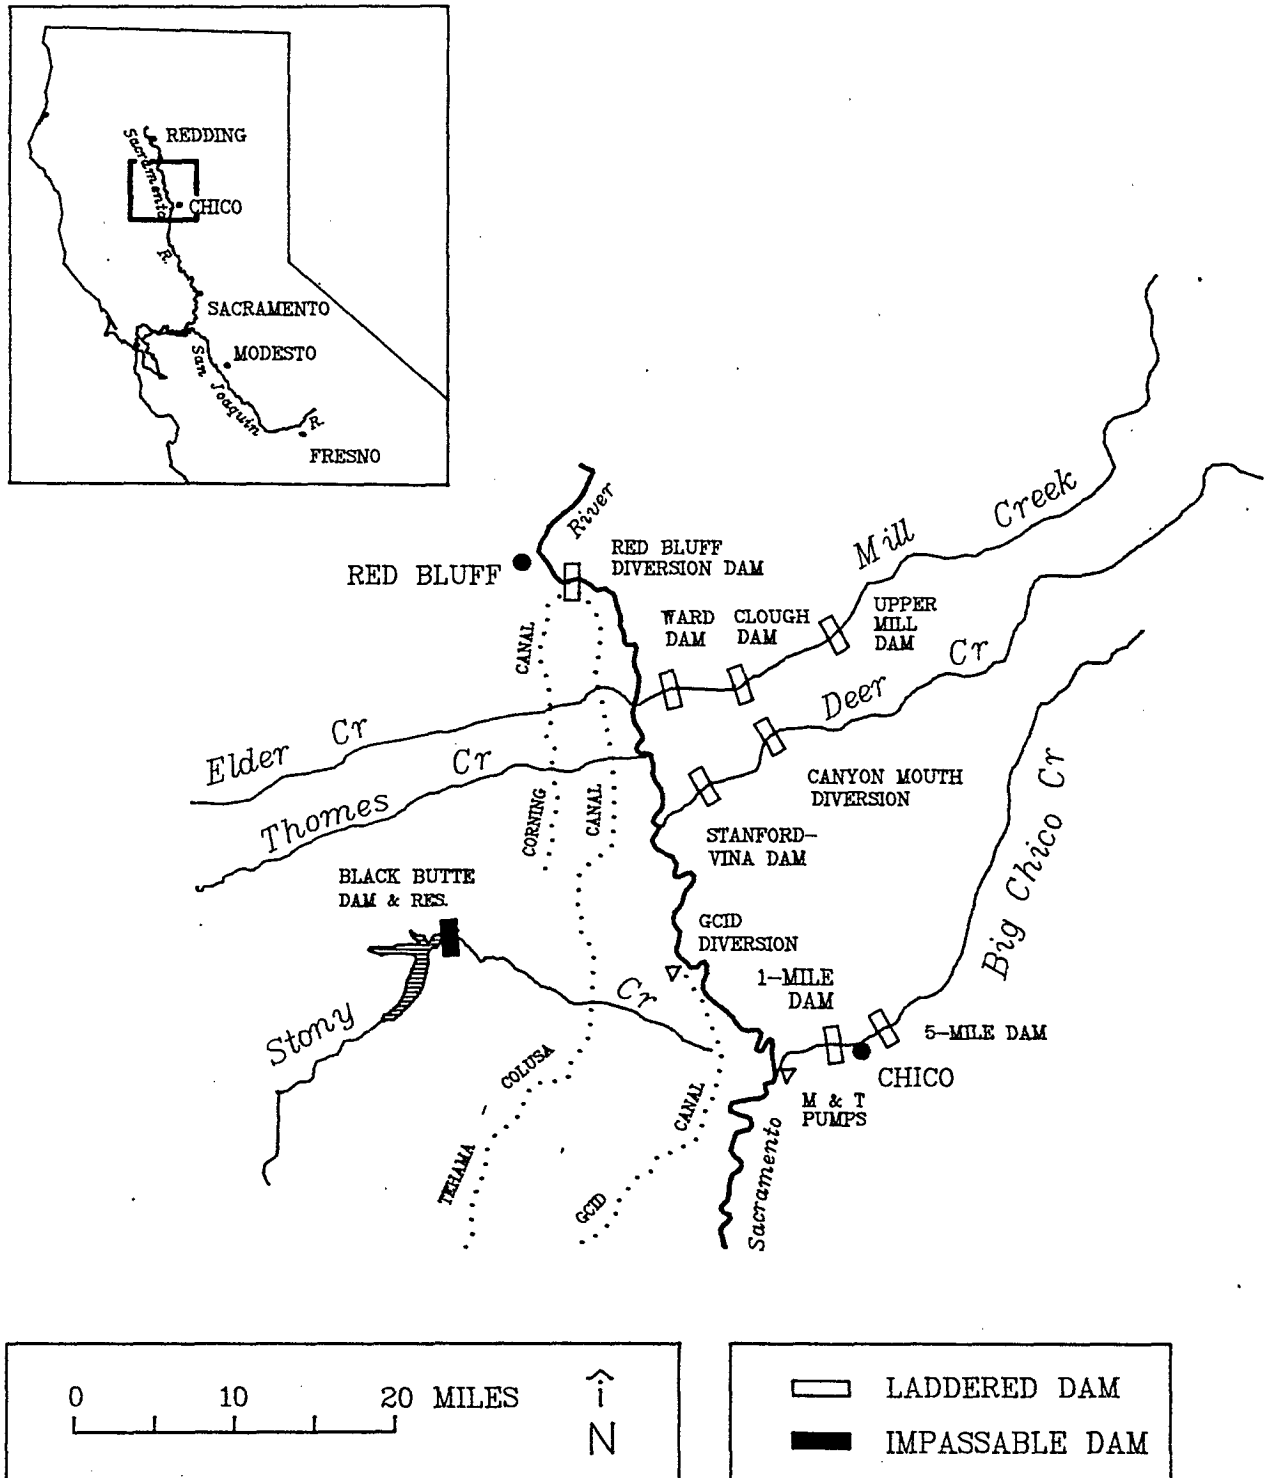 Sacramento
REDDING
CHICO
R.
SACRAMENTO
MODESTO
San Joaquin
R.
FRESNO
River
RED BLUFF
RED BLUFF
DIVERSION DAM
Mill Creek
WARD
DAM
CLOUGH
DAM
UPPER
MILL
DAM
CANAL
Deer Cr
Elder Cr
Thomes Cr
CANYON MOUTH
DIVERSION
CORNING
CANAL
STANFORD-
VINA DAM
BLACK BUTTE
DAM & RES.
GCID
DIVERSION
1-MILE
DAM
Big Chico Cr
Stony Cr
5-MILE DAM
CHICO
M & T
PUMPS
COLUSA
CANAL
TEHAMA
GCID
Sacramento
0 10 20 MILES
N
LADDERED DAM
IMPASSABLE DAM